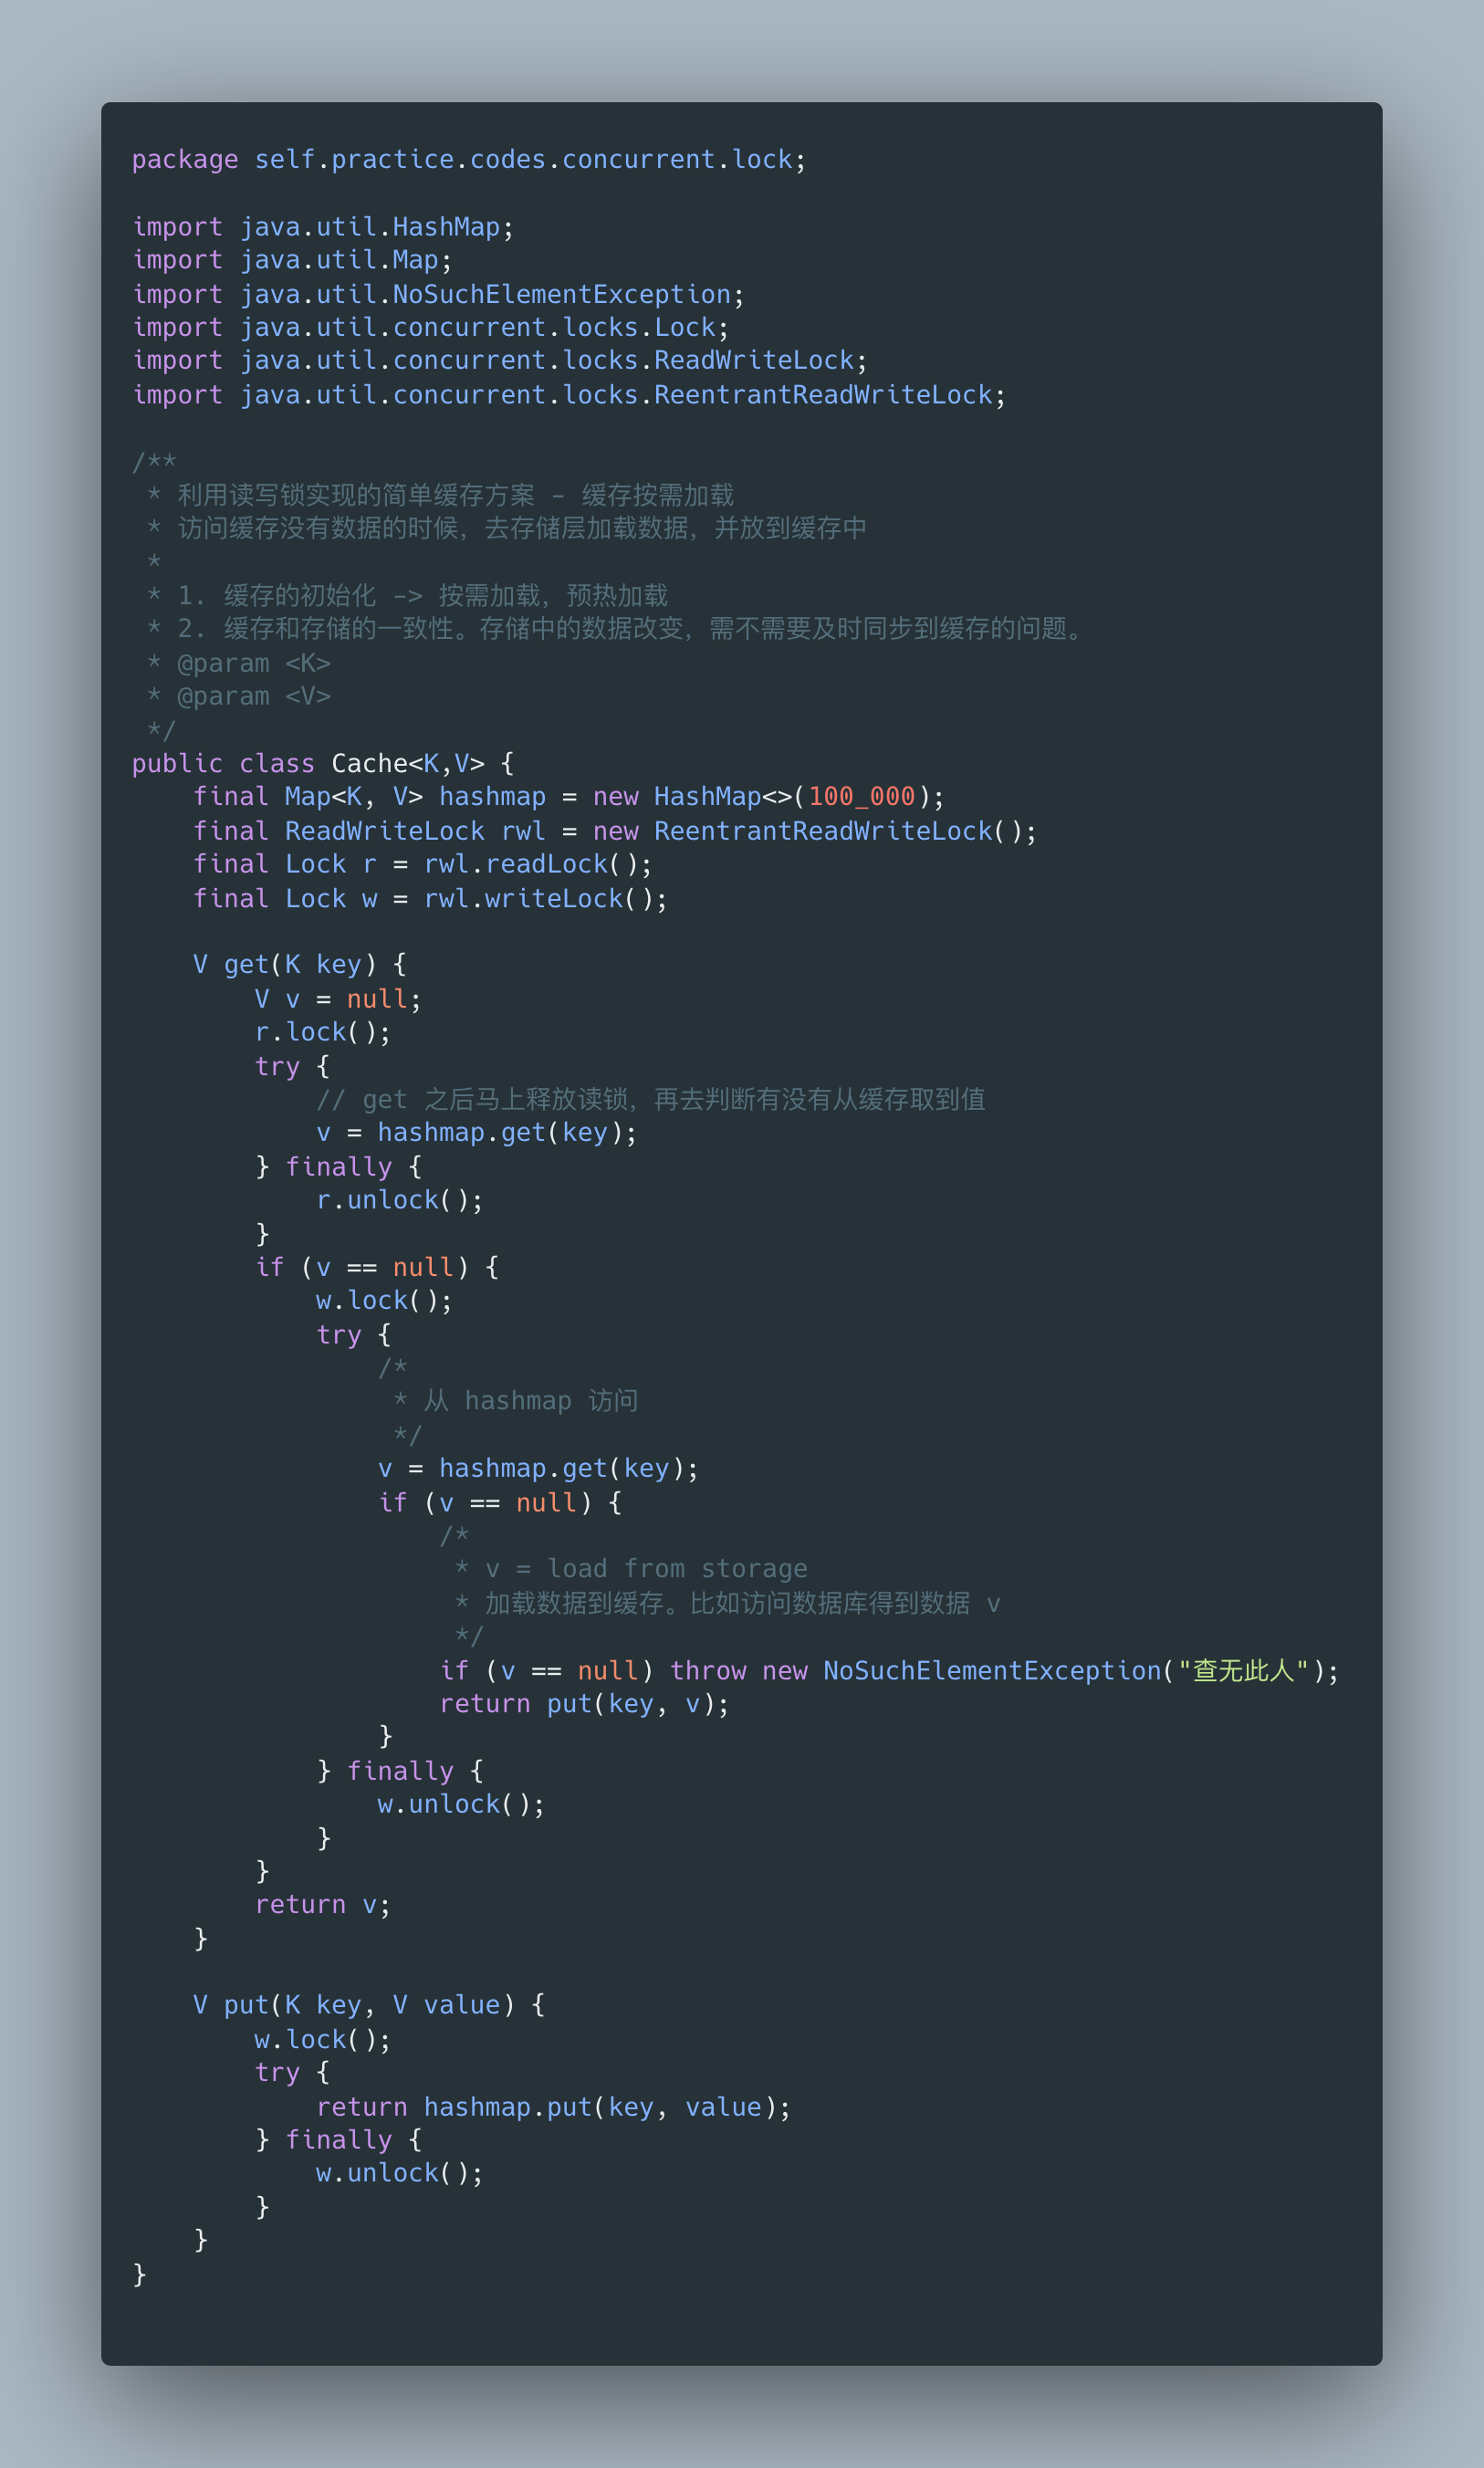 package self.practice.codes.concurrent.lock;

import java.util.HashMap;
import java.util.Map;
import java.util.NoSuchElementException;
import java.util.concurrent.locks.Lock;
import java.util.concurrent.locks.ReadWriteLock;
import java.util.concurrent.locks.ReentrantReadWriteLock;

/**
 * 利用读写锁实现的简单缓存方案 - 缓存按需加载
 * 访问缓存没有数据的时候，去存储层加载数据，并放到缓存中
 *
 * 1. 缓存的初始化 -> 按需加载，预热加载
 * 2. 缓存和存储的一致性。存储中的数据改变，需不需要及时同步到缓存的问题。
 * @param <K>
 * @param <V>
 */
public class Cache<K,V> {
    final Map<K, V> hashmap = new HashMap<>(100_000);
    final ReadWriteLock rwl = new ReentrantReadWriteLock();
    final Lock r = rwl.readLock();
    final Lock w = rwl.writeLock();

    V get(K key) {
        V v = null;
        r.lock();
        try {
            // get 之后马上释放读锁，再去判断有没有从缓存取到值
            v = hashmap.get(key);
        } finally {
            r.unlock();
        }
        if (v == null) {
            w.lock();
            try {
                /*
                 * 从 hashmap 访问
                 */
                v = hashmap.get(key);
                if (v == null) {
                    /*
                     * v = load from storage
                     * 加载数据到缓存。比如访问数据库得到数据 v
                     */
                    if (v == null) throw new NoSuchElementException("查无此人");
                    return put(key, v);
                }
            } finally {
                w.unlock();
            }
        }
        return v;
    }

    V put(K key, V value) {
        w.lock();
        try {
            return hashmap.put(key, value);
        } finally {
            w.unlock();
        }
    }
}